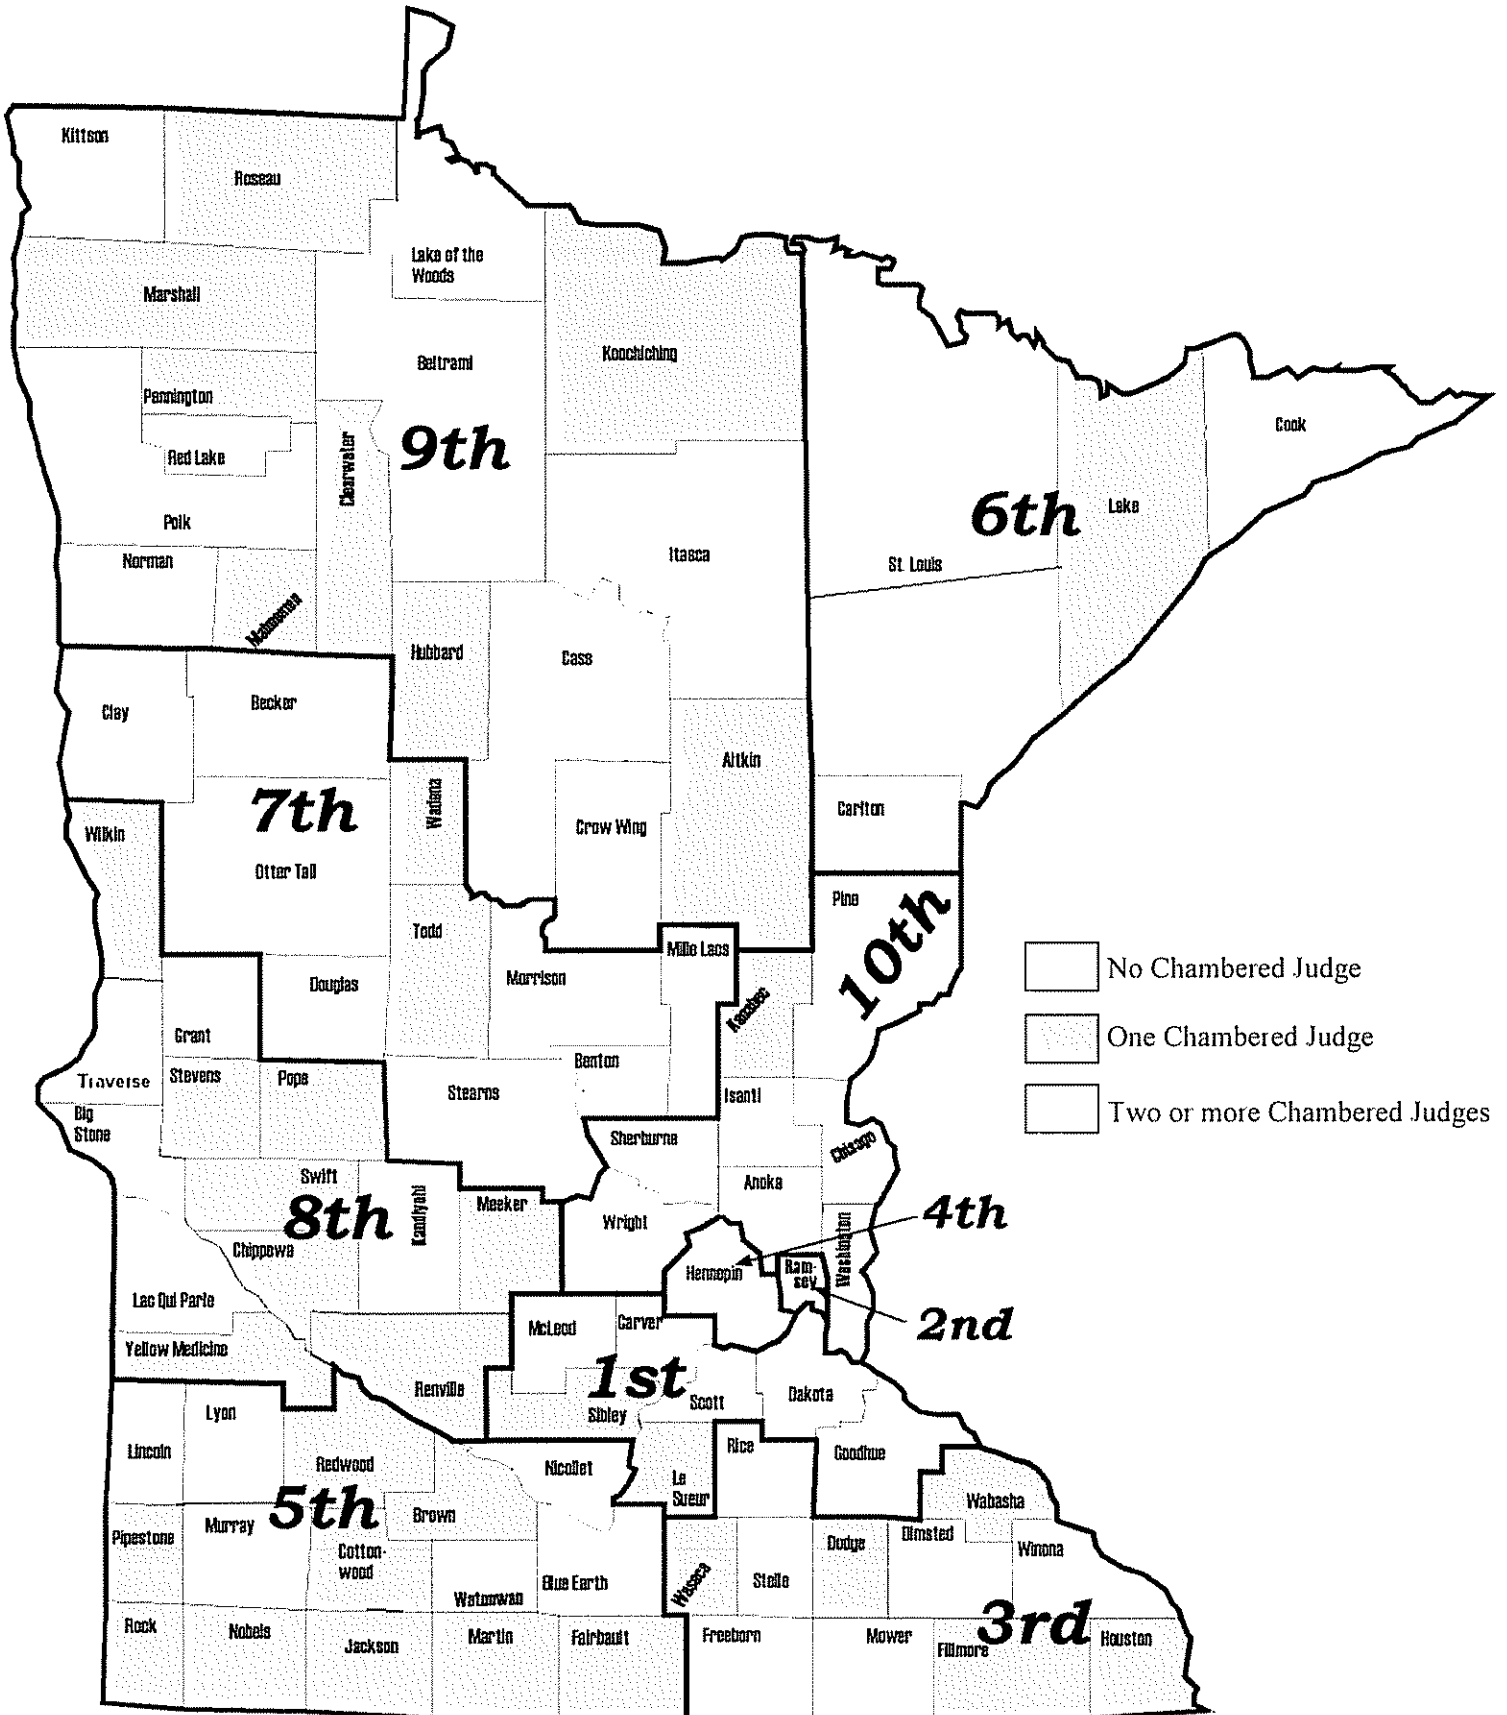 Kittson
Roseau
Lake of the
Woods
Marshall
Beltrami
Koochiching
Pennington
Red Lake
Clearwater
9th
Cook
Lake
6th
Polk
Norman
Itasca
St. Louis
Mahnomen
Hubbard
Cass
Clay
Becker
Aitkin
7th
Wadena
Wilkin
Crow Wing
Carlton
Otter Tail
Pine
10th
Todd
Mille Lacs
Morrison
Douglas
No Chambered Judge
Kanabec
Grant
One Chambered Judge
Traverse
Stevens
Pope
Benton
Stearns
Isanti
Two or more Chambered Judges
Big
Stone
Sherburne
Chisago
Swift
Anoka
8th
Kandiyohi
Meeker
Wright
4th
Washington
Chippewa
Hennepin
Ram-
sey
Lac Qui Parle
McLeod
Carver
2nd
Yellow Medicine
1st
Renville
Scott
Dakota
Sibley
Lyon
Lincoln
Rice
Goodhue
Redwood
Nicollet
Le
Sueur
5th
Wabasha
Pipestone
Murray
Brown
Cotton-
wood
Dodge
Olmsted
Winona
Watonwan
Blue Earth
Wasaca
Stelle
Rock
Nobels
Jackson
Martin
Fairbault
Freeborn
Mower
3rd
Fillmore
Houston